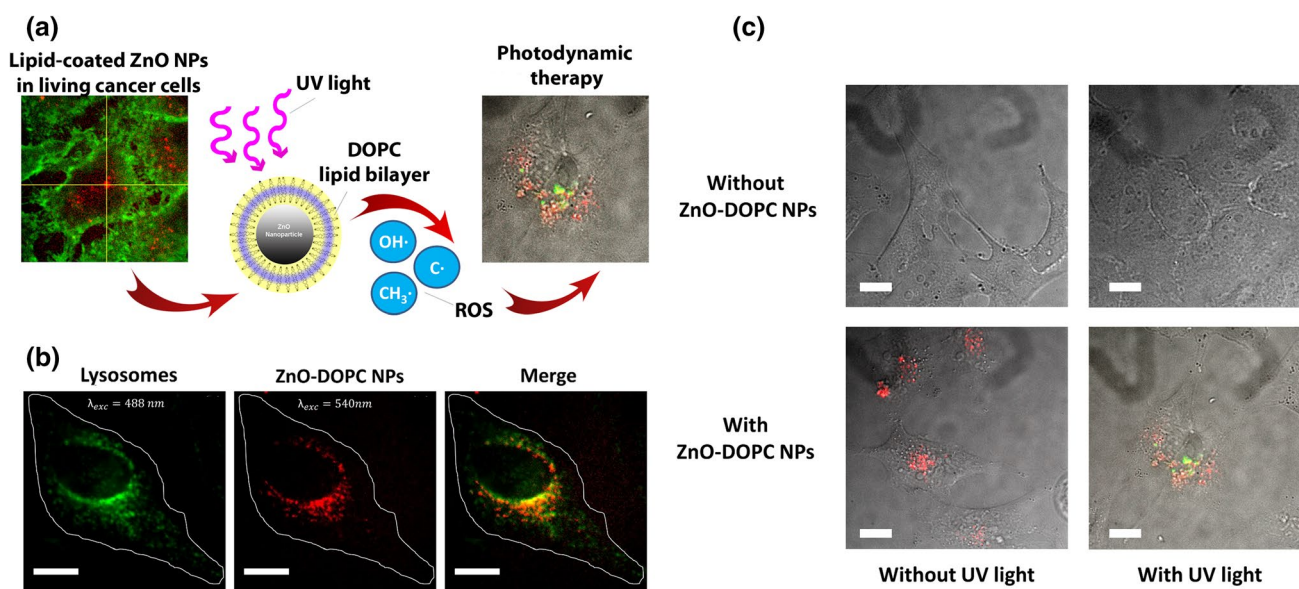 (a)
Lipid-coated ZnO NPs
in living cancer cells
UV light
DOPC
lipid bilayer
ZnO
Nanoparticle
OH·
C·
CH₃·
ROS
Photodynamic
therapy
(b)
Lysosomes
ZnO-DOPC NPs
Merge
λexc = 488 nm
λexc = 540nm
(c)
Without
ZnO-DOPC NPs
With
ZnO-DOPC NPs
Without UV light
With UV light